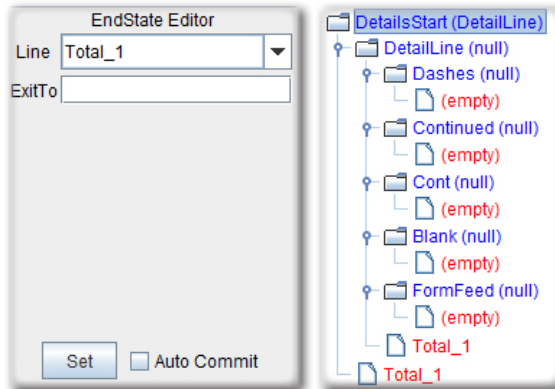 EndState Editor
Line Total_1
ExitTo
Set Auto Commit
DetailsStart (DetailLine)
DetailLine (null)
Dashes (null)
(empty)
Continued (null)
(empty)
Cont (null)
(empty)
Blank (null)
(empty)
FormFeed (null)
(empty)
Total_1
Total_1